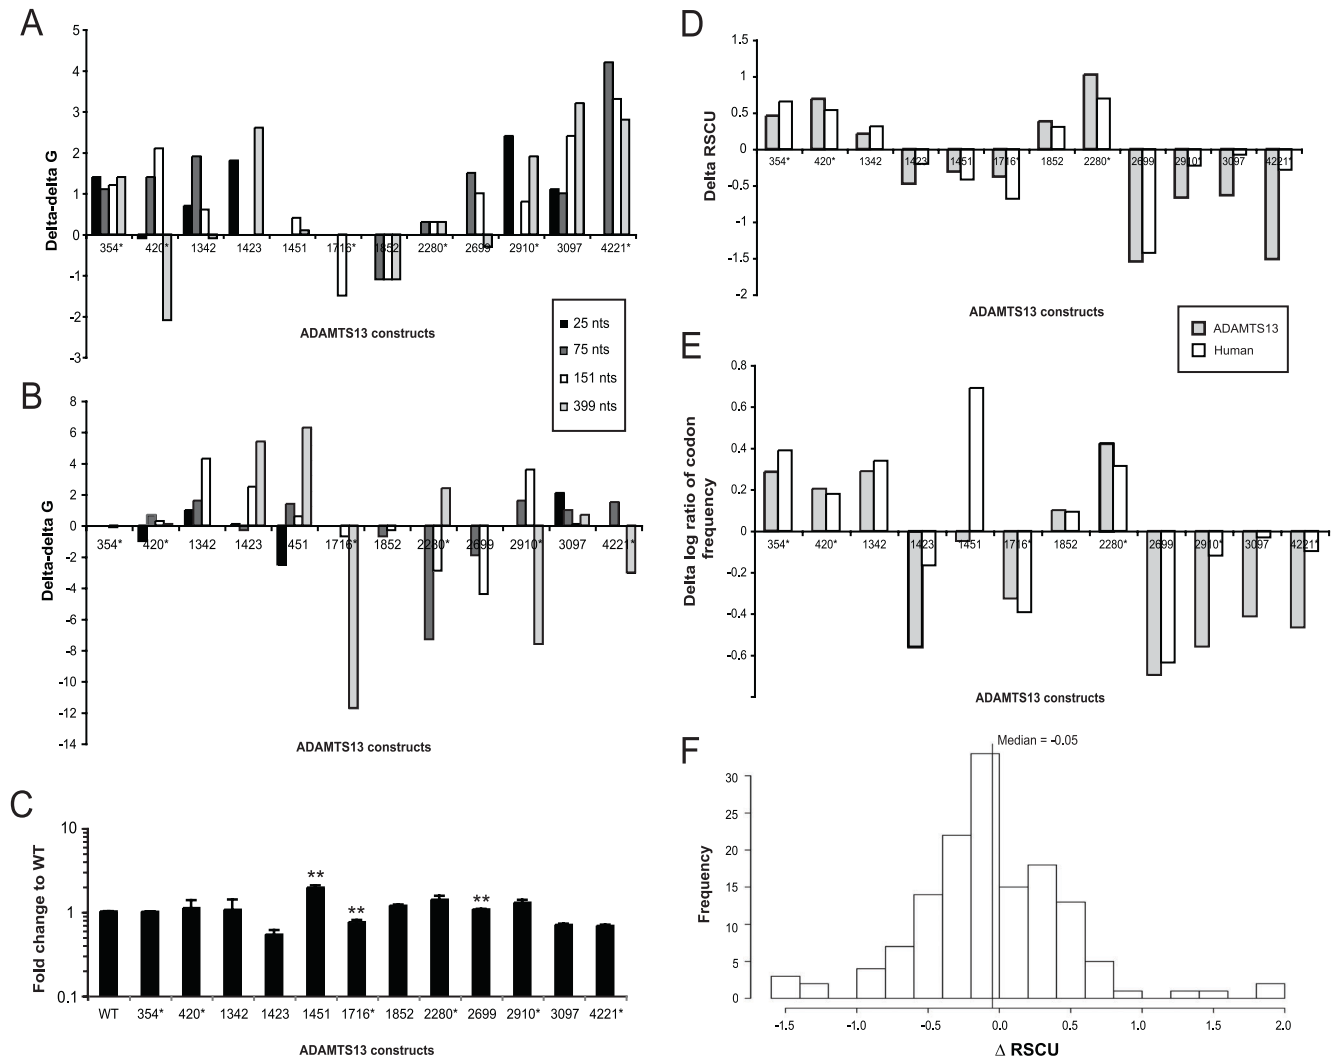 A
5
4
3
2
1
0
-1
-2
-3
Delta-delta G
354* 420* 1342 1423 1451 1716* 1852 2280* 2699 2910* 3097 4221*
ADAMTS13 constructs
25 nts
75 nts
151 nts
399 nts
B
8
6
4
2
0
-2
-4
-6
-8
-10
-12
-14
Delta-delta G
354* 420* 1342 1423 1451 1716* 1852 2280* 2699 2910* 3097 4221*
ADAMTS13 constructs
C
10
1
0.1
Fold change to WT
** ** **
WT 354* 420* 1342 1423 1451 1716* 1852 2280* 2699 2910* 3097 4221*
ADAMTS13 constructs
D
1.5
1
0.5
0
-0.5
-1
-1.5
-2
Delta RSCU
354* 420* 1342 1423 1451 1716* 1852 2280* 2699 2910* 3097 4221*
ADAMTS13 constructs
ADAMTS13
Human
E
0.8
0.6
0.4
0.2
0
-0.2
-0.4
-0.6
Delta log ratio of codon
frequency
354* 420* 1342 1423 1451 1716* 1852 2280* 2699 2910* 3097 4221*
ADAMTS13 constructs
F
Median = -0.05
30
25
20
15
10
5
0
Frequency
-1.5 -1.0 -0.5 0.0 0.5 1.0 1.5 2.0
Δ RSCU